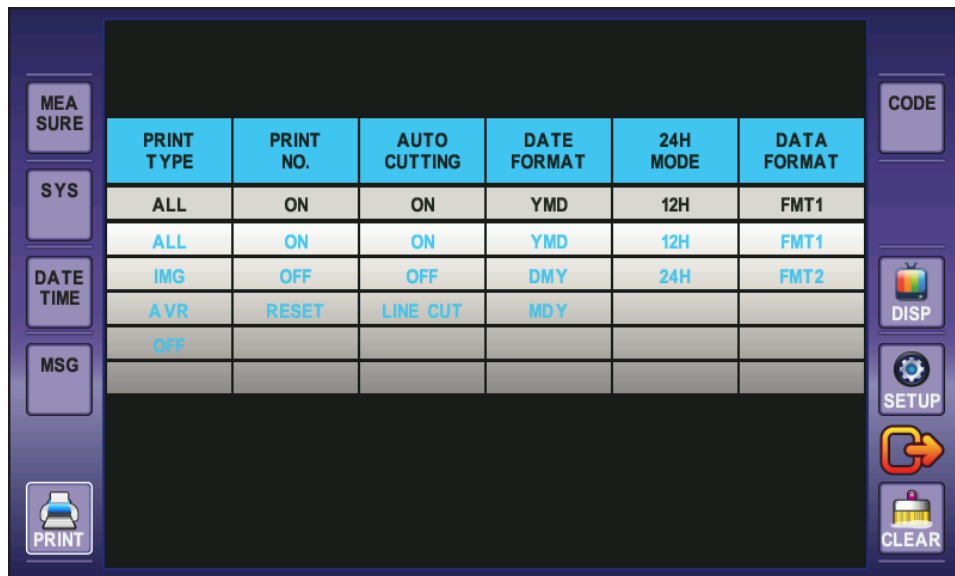 MEA
SURE
SYS
DATE
TIME
MSG
PRINT
PRINT TYPE PRINT NO. AUTO CUTTING DATE FORMAT 24H MODE DATA FORMAT
ALL ON ON YMD 12H FMT1
ALL ON ON YMD 12H FMT1
IMG OFF OFF DMY 24H FMT2
AVR RESET LINE CUT MDY
OFF
CODE
DISP
SETUP
CLEAR